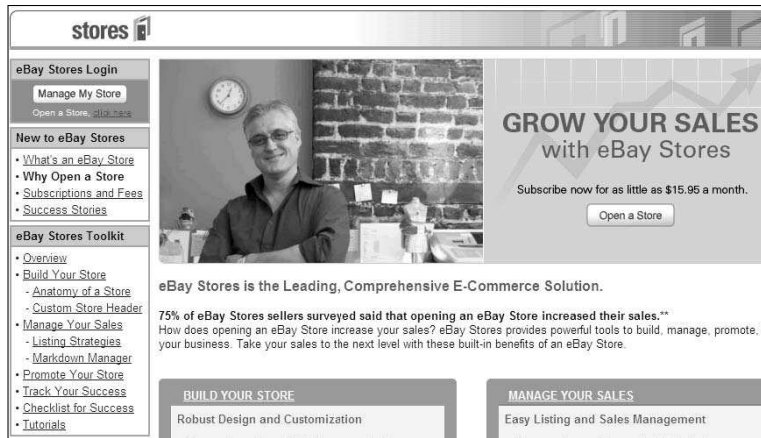 stores
eBay Stores Login
Manage My Store
Open a Store, click here
New to eBay Stores
• What's an eBay Store
• Why Open a Store
• Subscriptions and Fees
• Success Stories
eBay Stores Toolkit
• Overview
• Build Your Store
- Anatomy of a Store
- Custom Store Header
• Manage Your Sales
- Listing Strategies
- Markdown Manager
• Promote Your Store
• Track Your Success
• Checklist for Success
• Tutorials
GROW YOUR SALES
with eBay Stores
Subscribe now for as little as $15.95 a month.
Open a Store
eBay Stores is the Leading, Comprehensive E-Commerce Solution.
75% of eBay Stores sellers surveyed said that opening an eBay Store increased their sales.**
How does opening an eBay Store increase your sales? eBay Stores provides powerful tools to build, manage, promote,
your business. Take your sales to the next level with these built-in benefits of an eBay Store.
BUILD YOUR STORE
Robust Design and Customization
MANAGE YOUR SALES
Easy Listing and Sales Management